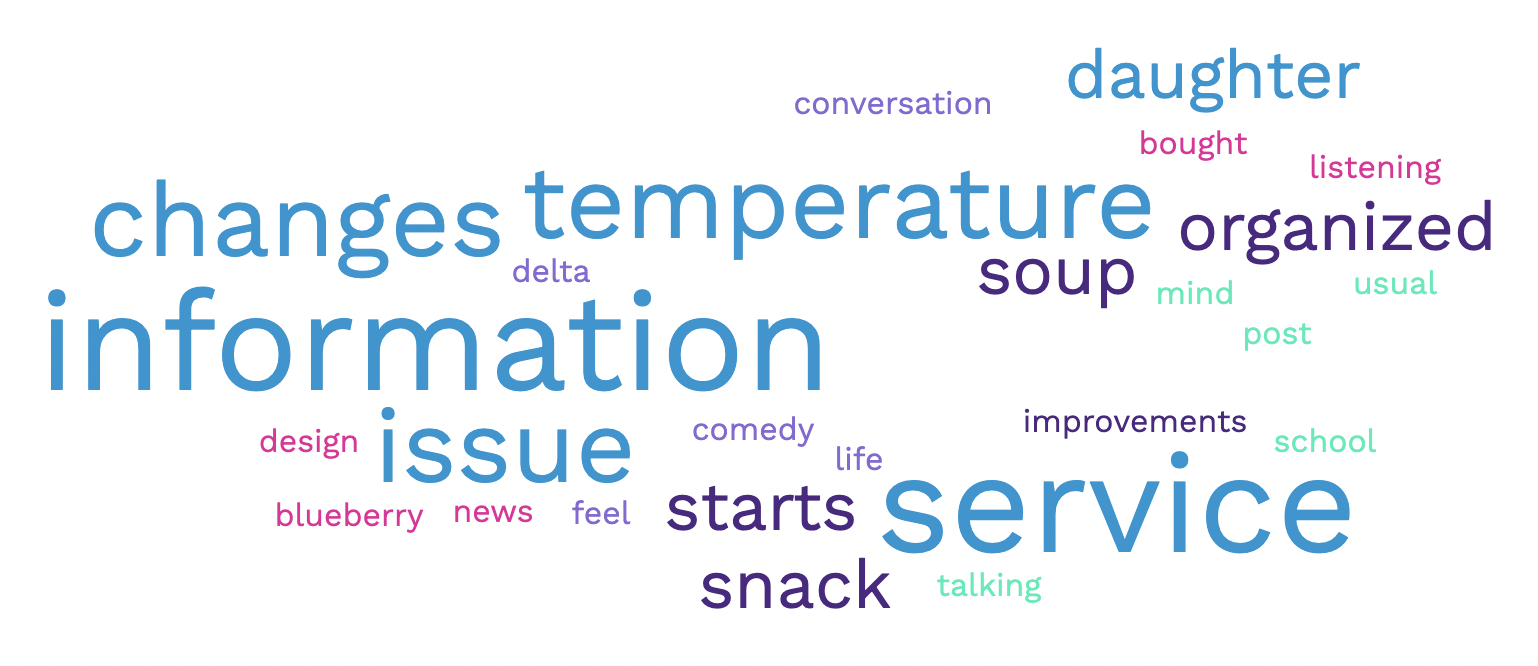 daughter
conversation
bought
listening
changes
temperature
organized
delta
soup
mind
usual
information
post
design
issue
comedy
improvements
school
life
blueberry
news
feel
starts
service
snack
talking